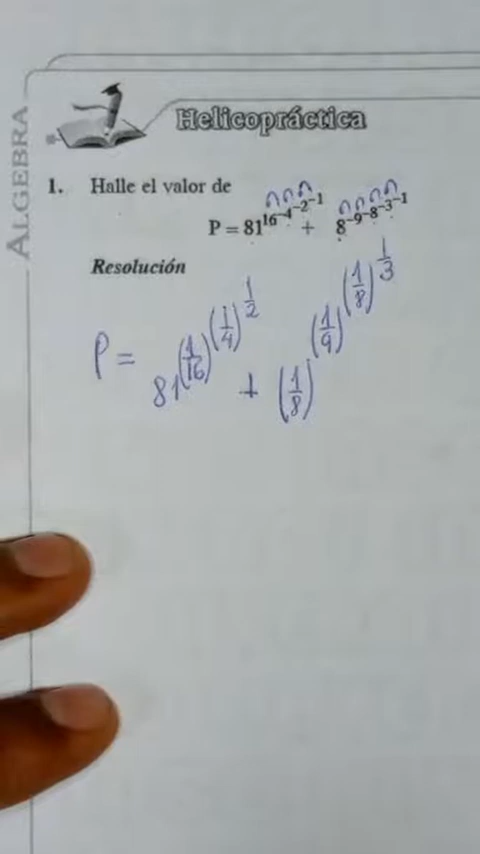 ALGEBRA
Helicopráctica
1. Halle el valor de
P = 81^16^-4^-2^-1 + 8^-9^-8^-3^-1
Resolución
P = 81^(1/16)^(1/4)^1/2 + (1/8)^(1/9)^(1/8)^1/3